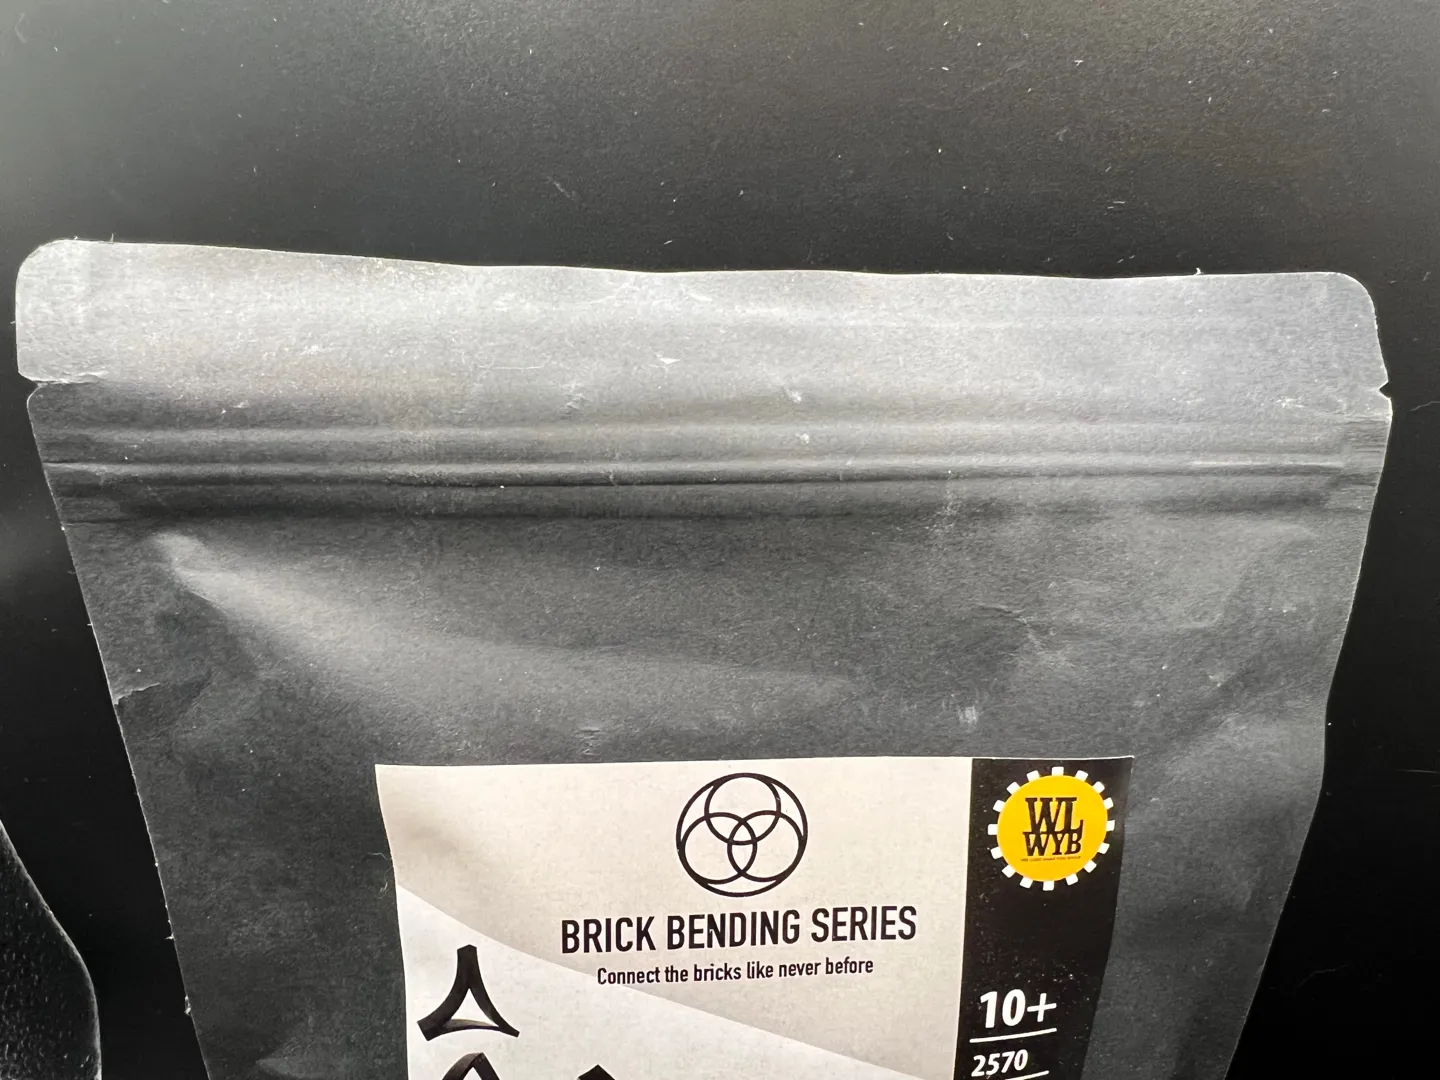 WL
WYB
BRICK BENDING SERIES
Connect the bricks like never before
10+
2570